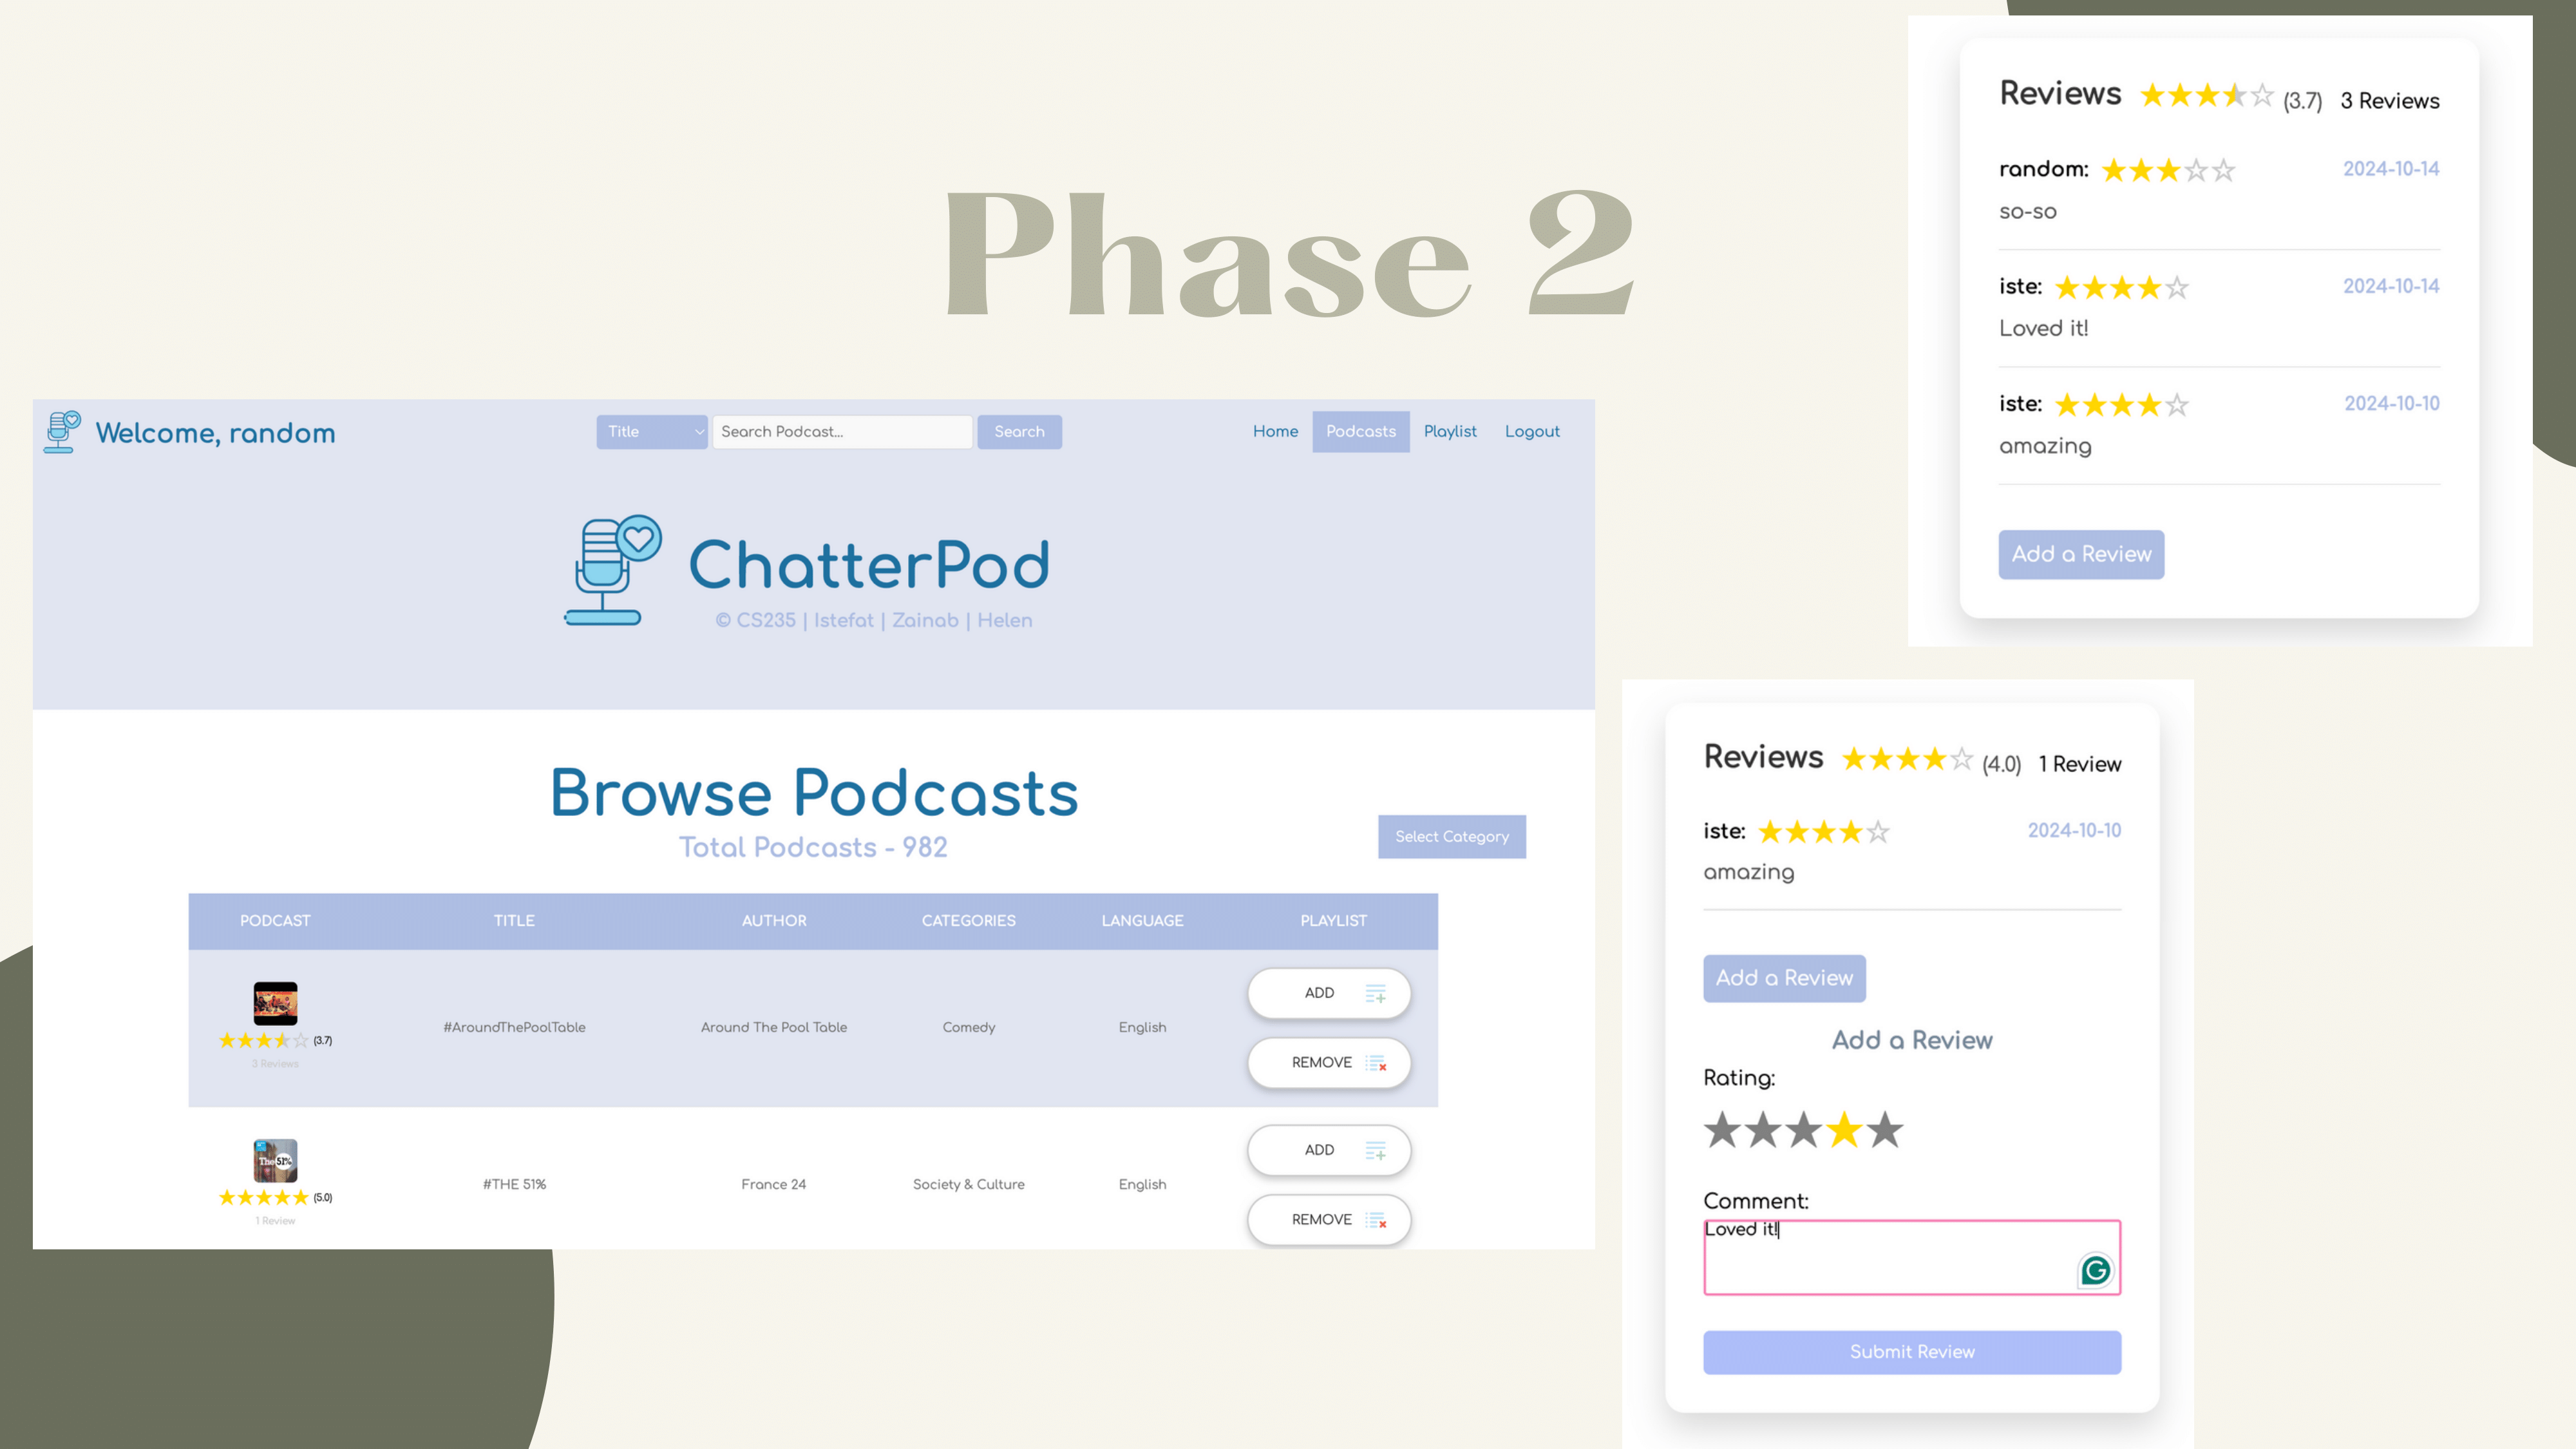 Phase 2
Welcome, random
Title
Search Podcast...
Search
Home
Podcasts
Playlist
Logout
ChatterPod
© CS235 | Istefat | Zainab | Helen
Browse Podcasts
Total Podcasts - 982
Select Category
PODCAST TITLE AUTHOR CATEGORIES LANGUAGE PLAYLIST
(3.7)
3 Reviews
#AroundThePoolTable
Around The Pool Table
Comedy
English
ADD
REMOVE
The 51%
(5.0)
1 Review
#THE 51%
France 24
Society & Culture
English
ADD
REMOVE
Reviews (3.7) 3 Reviews
random: 2024-10-14
so-so
iste: 2024-10-14
Loved it!
iste: 2024-10-10
amazing
Add a Review
Reviews (4.0) 1 Review
iste: 2024-10-10
amazing
Add a Review
Add a Review
Rating:
Comment:
Loved it!
Submit Review